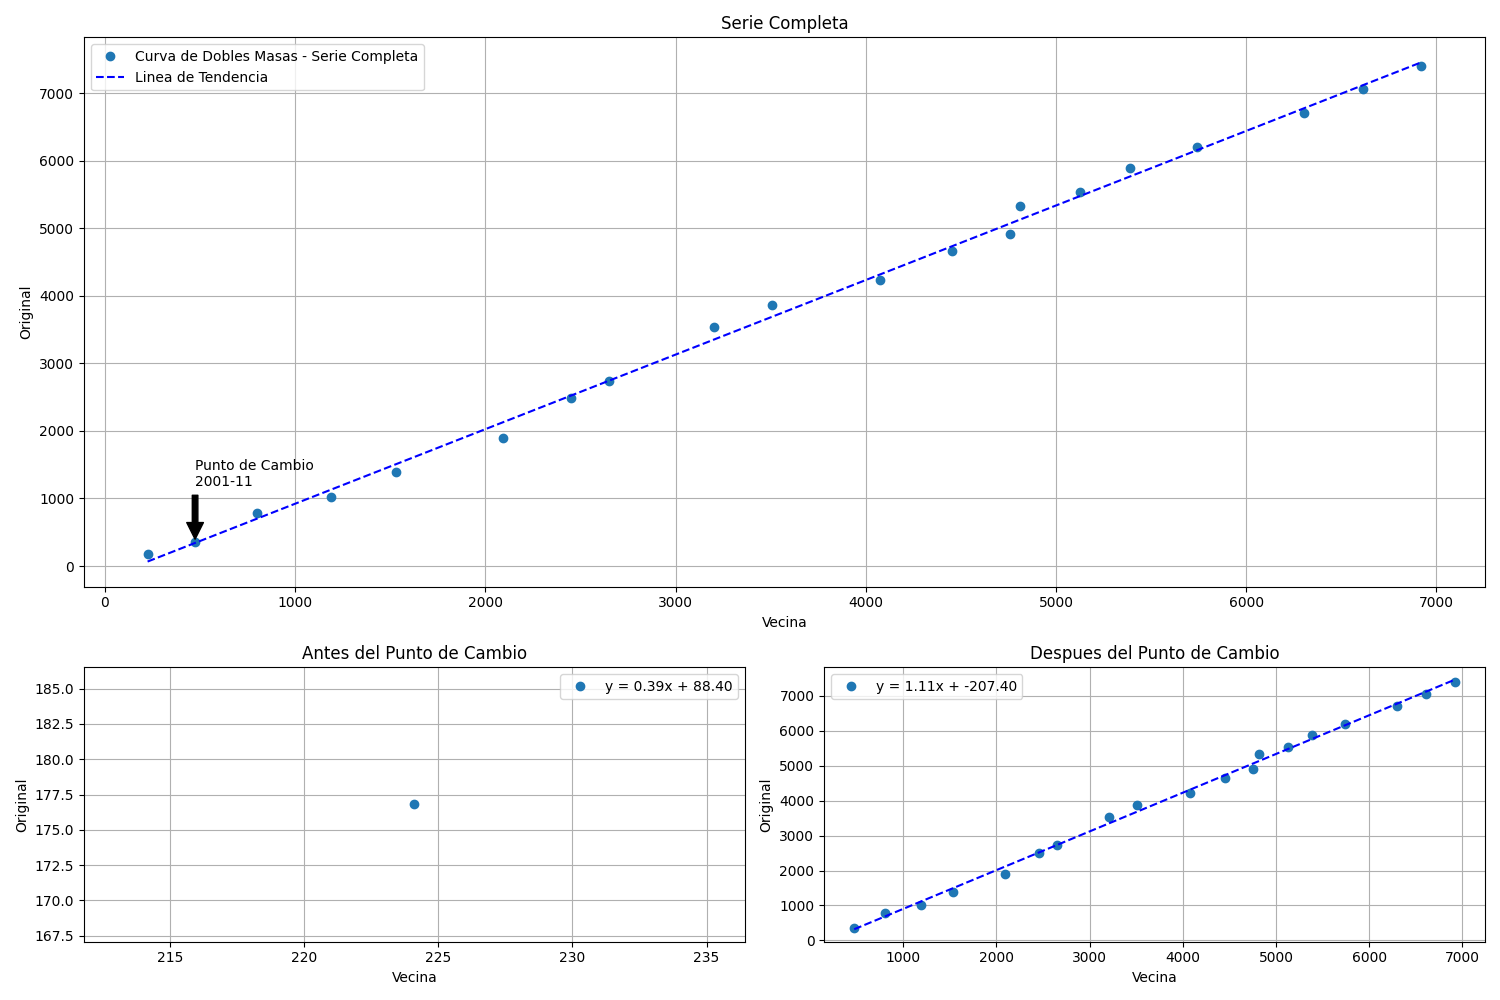 Serie Completa
Curva de Dobles Masas - Serie Completa
Linea de Tendencia
7000
6000
5000
4000
3000
2000
1000
0
Original
Punto de Cambio
2001-11
0 1000 2000 3000 4000 5000 6000 7000
Vecina
Antes del Punto de Cambio
y = 0.39x + 88.40
185.0
182.5
180.0
177.5
175.0
172.5
170.0
167.5
Original
215 220 225 230 235
Vecina
Despues del Punto de Cambio
y = 1.11x + -207.40
7000
6000
5000
4000
3000
2000
1000
0
Original
1000 2000 3000 4000 5000 6000 7000
Vecina